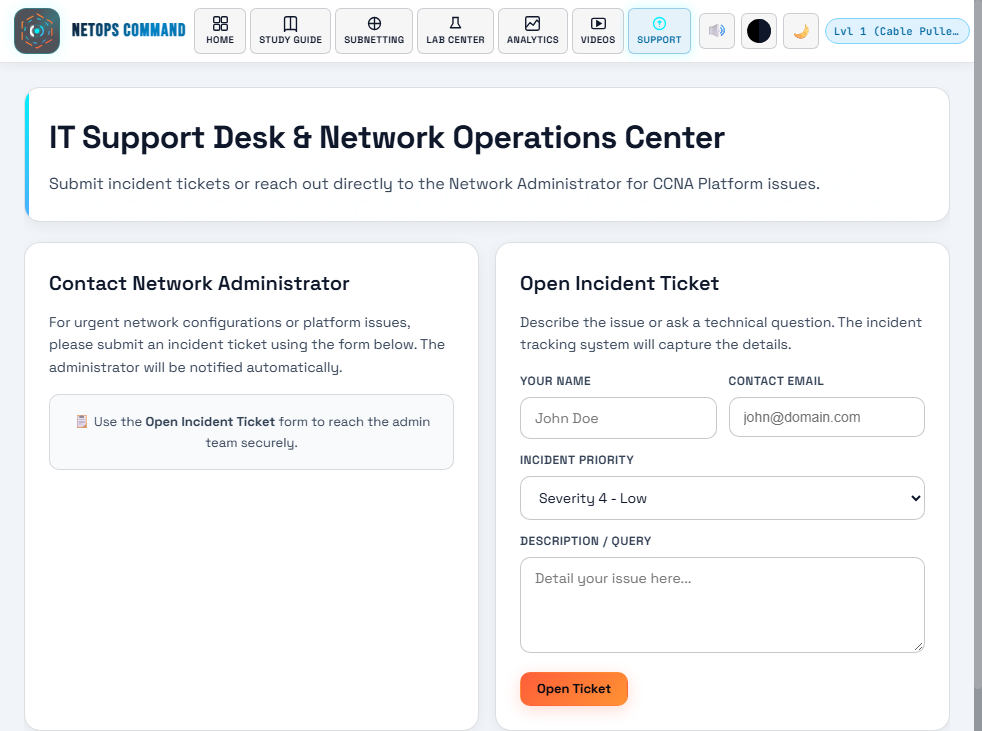 NETOPS COMMAND
HOME
STUDY GUIDE
SUBNETTING
LAB CENTER
ANALYTICS
VIDEOS
SUPPORT
Lvl 1 (Cable Pulle…
IT Support Desk & Network Operations Center
Submit incident tickets or reach out directly to the Network Administrator for CCNA Platform issues.
Contact Network Administrator
For urgent network configurations or platform issues,
please submit an incident ticket using the form below. The
administrator will be notified automatically.
Use the Open Incident Ticket form to reach the admin
team securely.
Open Incident Ticket
Describe the issue or ask a technical question. The incident
tracking system will capture the details.
YOUR NAME
CONTACT EMAIL
John Doe
john@domain.com
INCIDENT PRIORITY
Severity 4 - Low
DESCRIPTION / QUERY
Detail your issue here...
Open Ticket